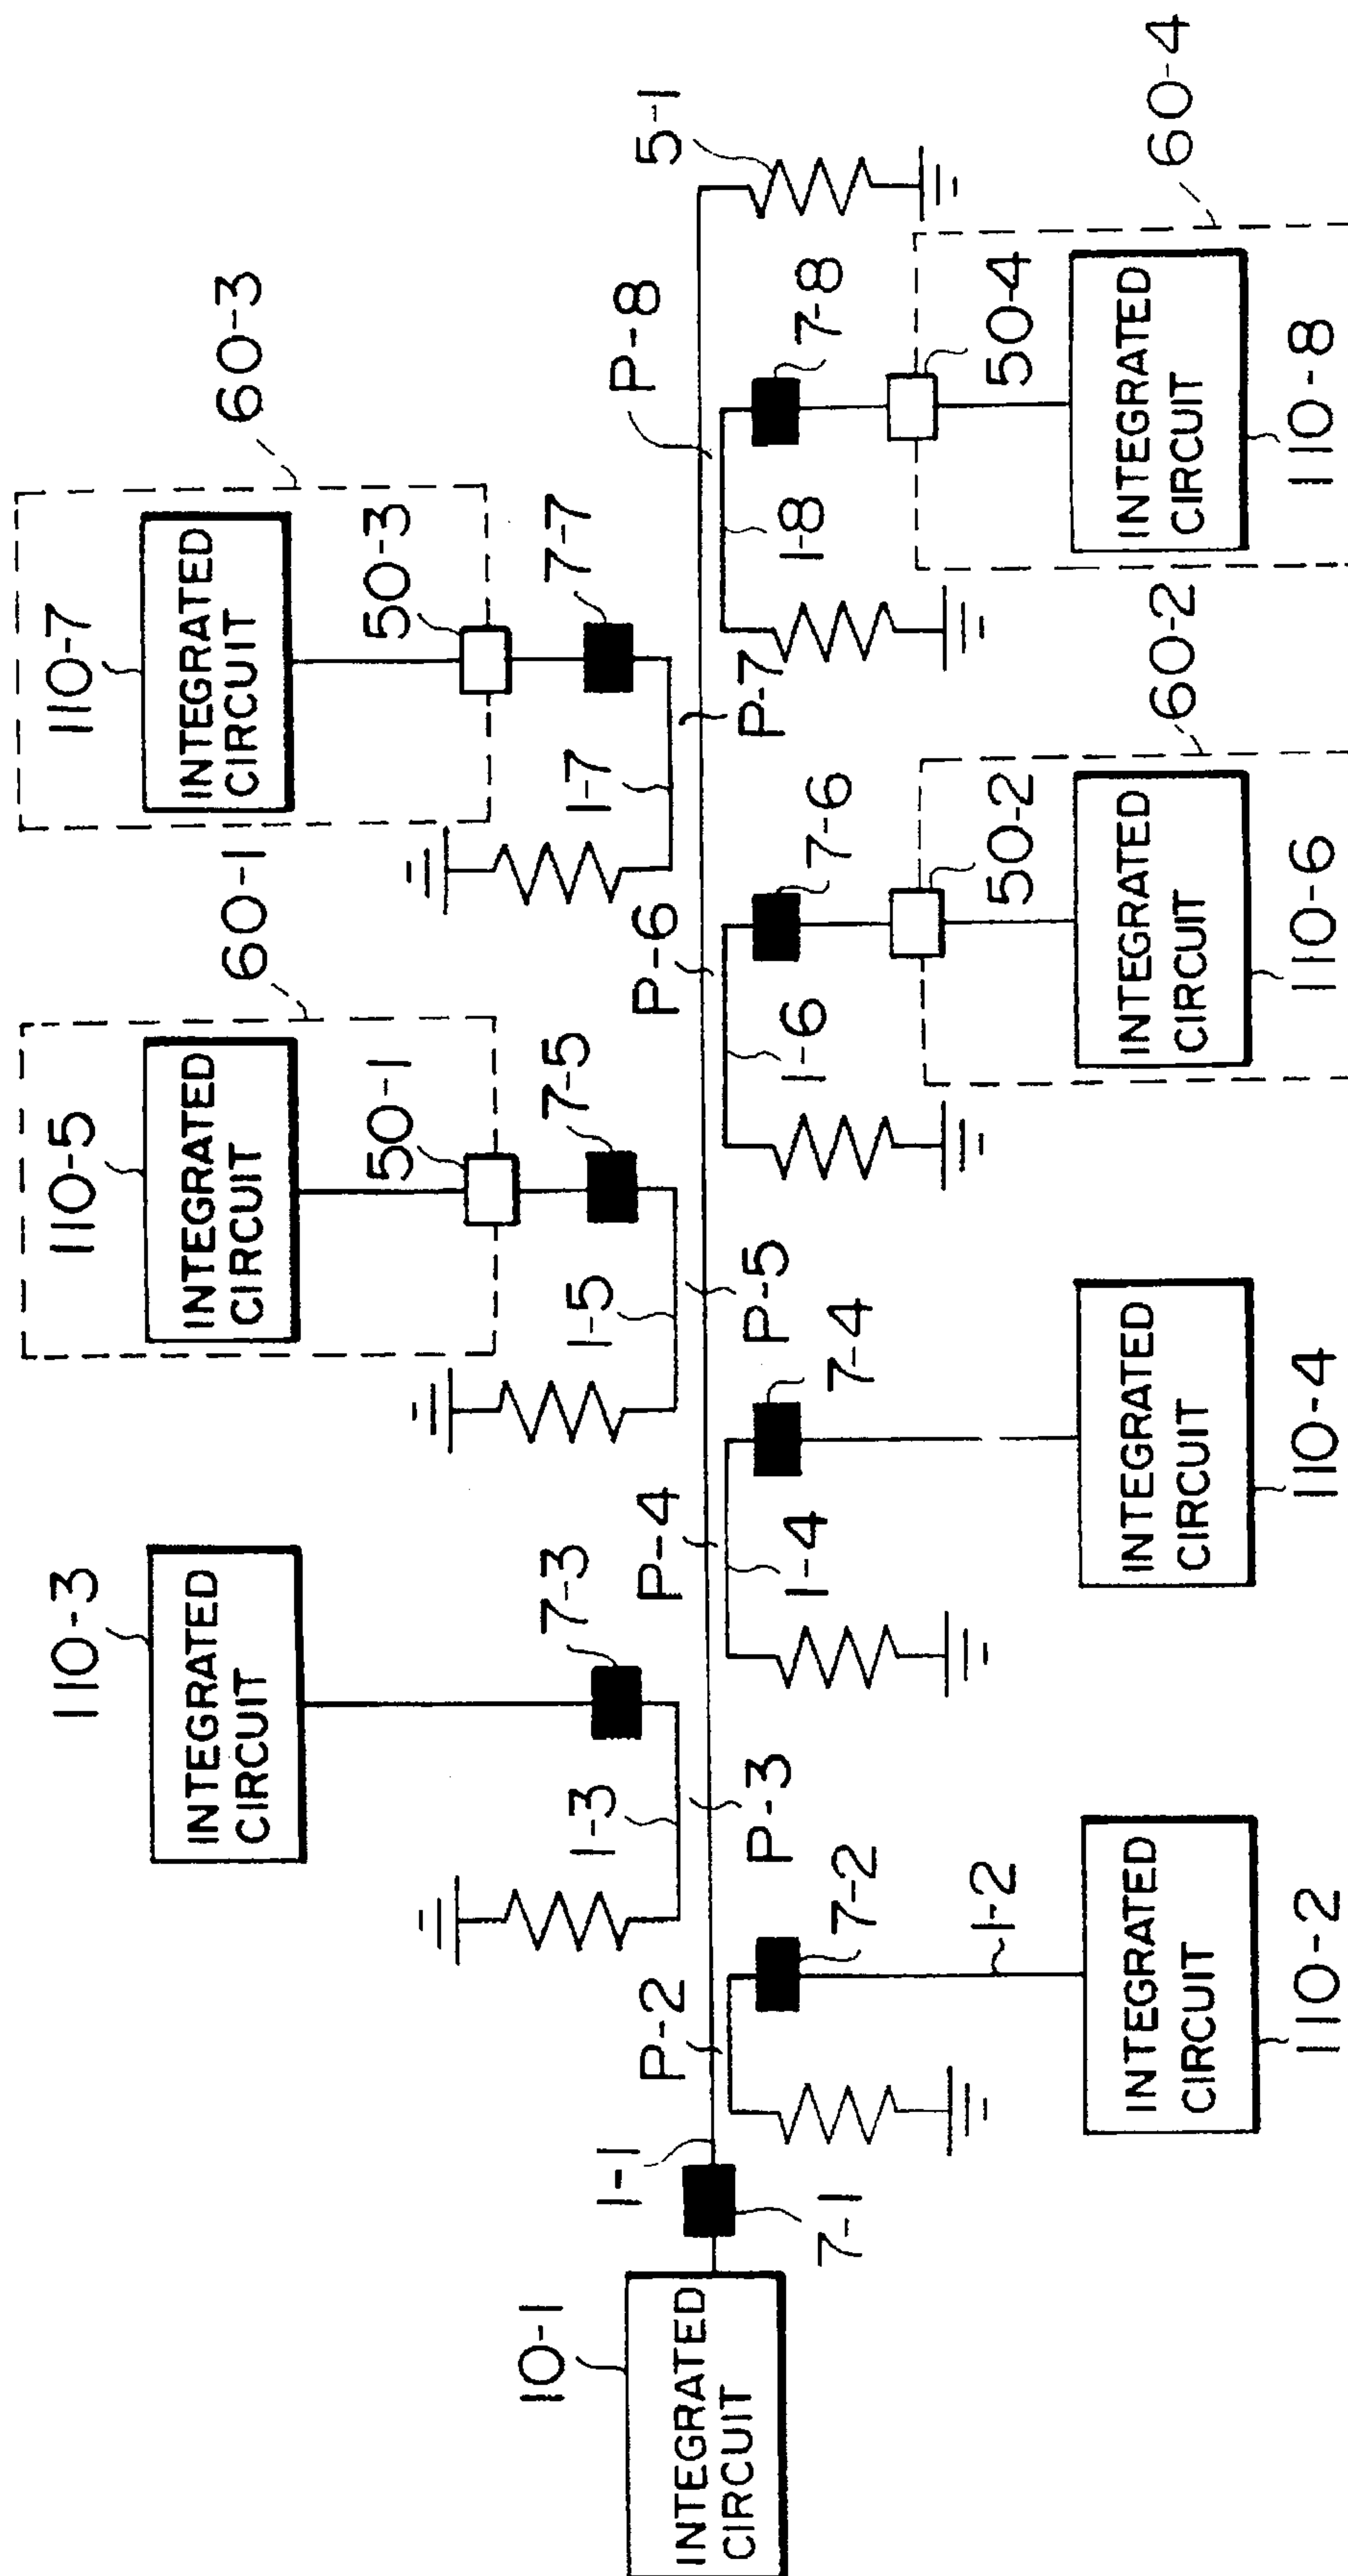 110-3
INTEGRATED
CIRCUIT
110-5
INTEGRATED
CIRCUIT
60-1
50-1
110-7
INTEGRATED
CIRCUIT
60-3
50-3
7-3
1-3
7-5
1-5
7-7
1-7
10-1
INTEGRATED
CIRCUIT
7-1
1-1
P-2
P-3
P-4
P-5
P-6
P-7
P-8
5-1
7-2
1-2
7-4
1-4
7-6
1-6
7-8
1-8
50-2
60-2
50-4
60-4
INTEGRATED
CIRCUIT
110-2
INTEGRATED
CIRCUIT
110-4
INTEGRATED
CIRCUIT
110-6
INTEGRATED
CIRCUIT
110-8